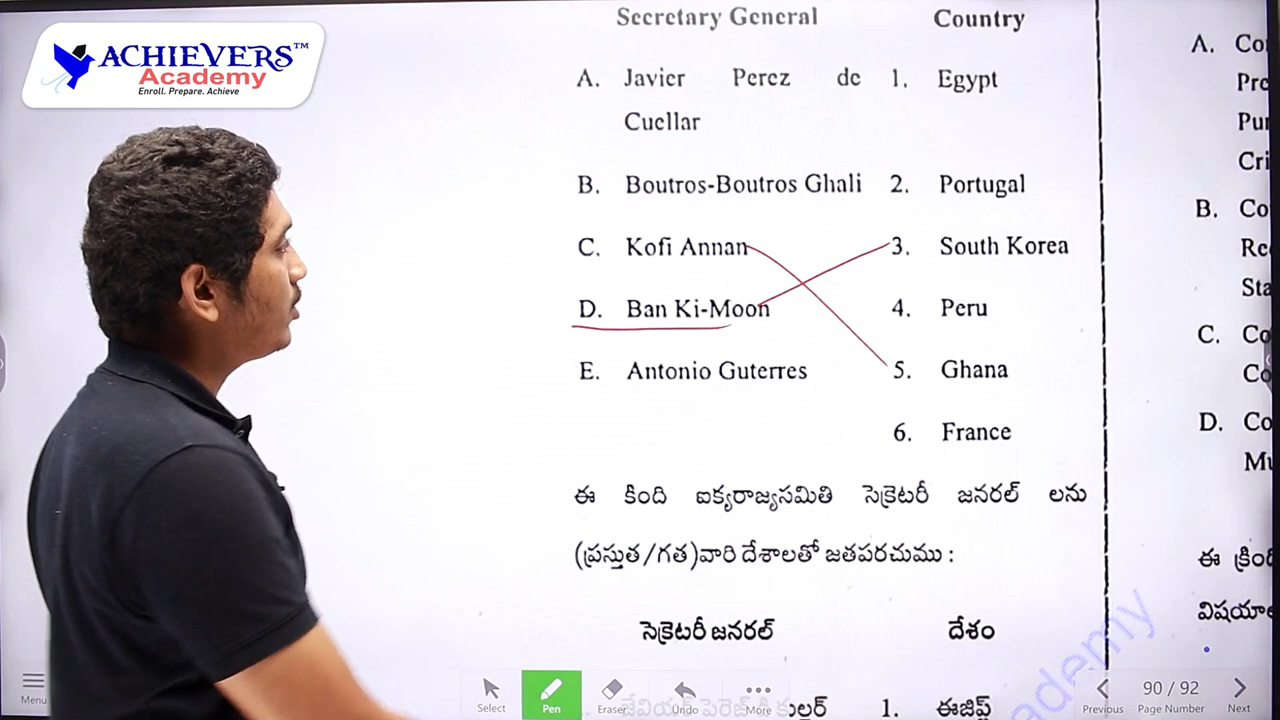 ACHIEVERS™
Academy
Enroll. Prepare. Achieve
Secretary General Country
A. Javier Perez de 1. Egypt
Cuellar
B. Boutros-Boutros Ghali 2. Portugal
C. Kofi Annan 3. South Korea
D. Ban Ki-Moon 4. Peru
E. Antonio Guterres 5. Ghana
6. France
ఈ కింది ఐక్యరాజ్యసమితి సెక్రెటరీ జనరల్ లను
(ప్రస్తుత/గత)వారి దేశాలతో జతపరచుము :
సెక్రెటరీ జనరల్ దేశం
1. ఈజిప్ట్
A.
B.
C.
D.
ఈ
Menu
Select
Pen
Eraser
Undo
More
Previous
90 / 92
Page Number
Next